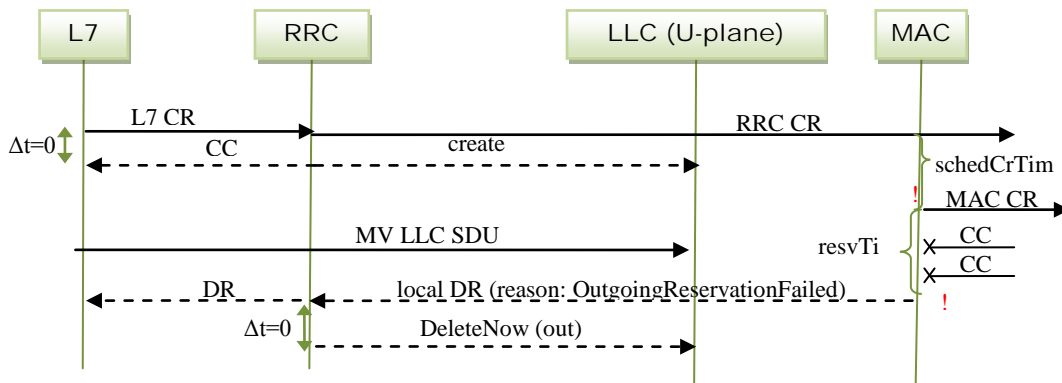 L7 RRC LLC (U-plane) MAC
L7 CR
RRC CR
Δt=0
CC
create
schedCrTim
!
MAC CR
MV LLC SDU
resvTi
CC
CC
DR
local DR (reason: OutgoingReservationFailed)
!
Δt=0
DeleteNow (out)